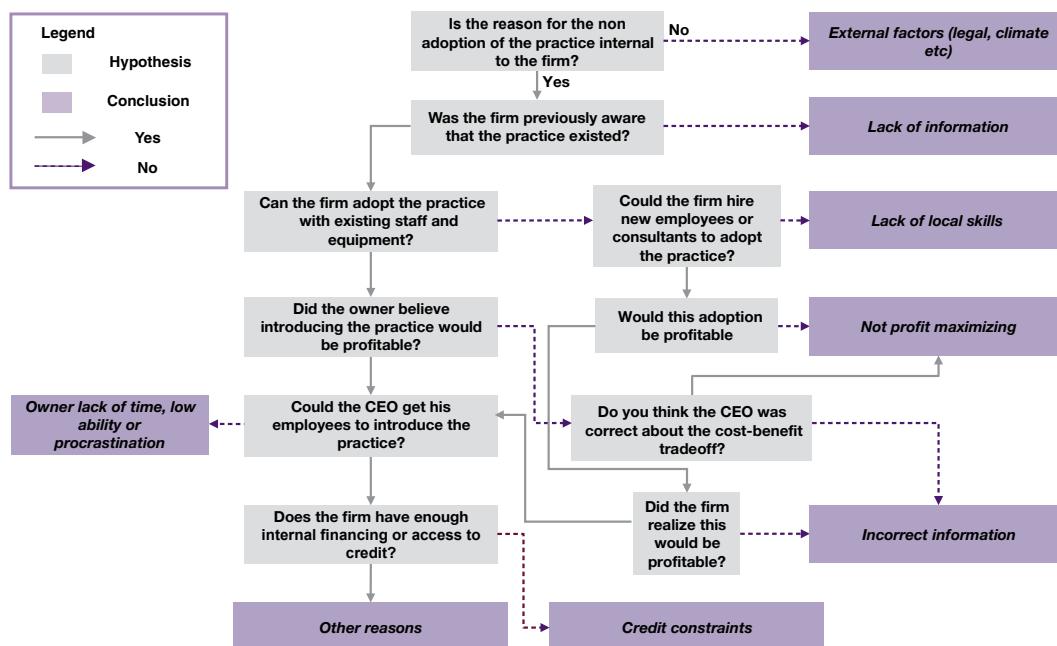 Legend
Hypothesis
Conclusion
Yes
No
Is the reason for the non
adoption of the practice internal
to the firm?
No
External factors (legal, climate
etc)
Yes
Was the firm previously aware
that the practice existed?
Lack of information
Can the firm adopt the practice
with existing staff and
equipment?
Could the firm hire
new employees or
consultants to adopt
the practice?
Lack of local skills
Did the owner believe
introducing the practice would
be profitable?
Would this adoption
be profitable
Not profit maximizing
Owner lack of time, low
ability or
procrastination
Could the CEO get his
employees to introduce the
practice?
Do you think the CEO was
correct about the cost-benefit
tradeoff?
Does the firm have enough
internal financing or access to
credit?
Did the firm
realize this
would be
profitable?
Incorrect information
Other reasons
Credit constraints